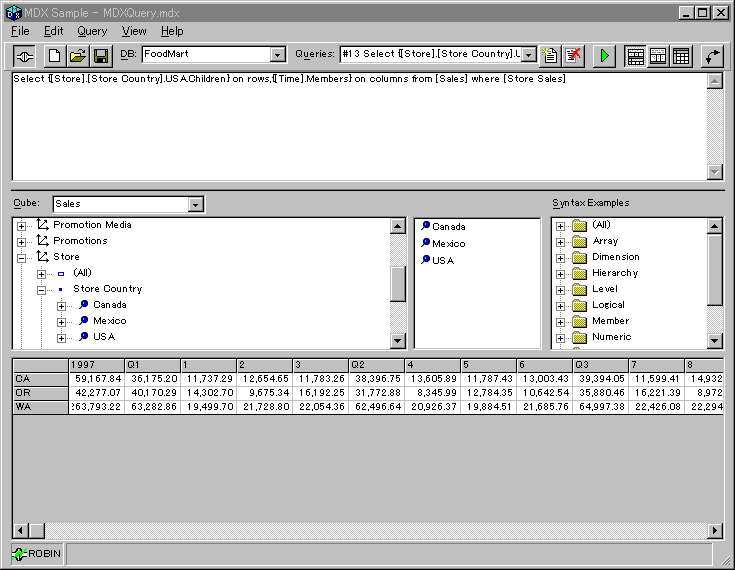 MDX Sample - MDXQuery.mdx
File Edit Query View Help
DB: FoodMart Queries: #13 Select {[Store].[Store Country].U
Select {[Store].[Store Country].USA.Children} on rows,{[Time].Members} on columns from [Sales] where [Store Sales]
Cube: Sales Syntax Examples
Promotion Media
Promotions
Store
(All)
Store Country
Canada
Mexico
USA
Canada
Mexico
USA
(All)
Array
Dimension
Hierarchy
Level
Logical
Member
Numeric
1997 Q1 1 2 3 Q2 4 5 6 Q3 7 8
CA 59,167.84 36,175.20 11,737.29 12,654.65 11,783.26 38,396.75 13,605.89 11,787.43 13,003.43 39,394.05 11,599.41 14,932
OR 42,277.07 40,170.29 14,302.70 9,675.34 16,192.25 31,772.88 8,345.99 12,784.35 10,642.54 35,880.46 16,221.39 8,972
WA 263,793.22 63,282.86 19,499.70 21,728.80 22,054.36 62,496.64 20,926.37 19,884.51 21,685.76 64,997.38 22,426.08 22,294
ROBIN